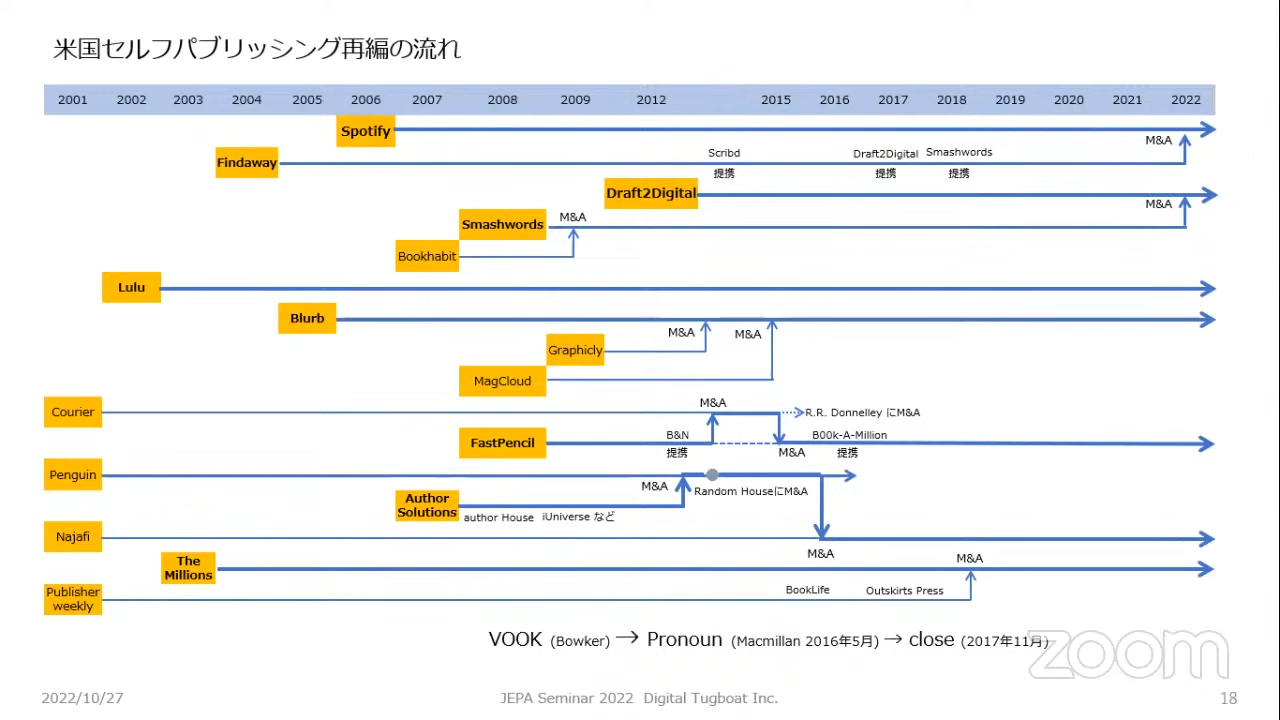 米国セルフパブリッシング再編の流れ
2001 2002 2003 2004 2005 2006 2007 2008 2009 2012 2015 2016 2017 2018 2019 2020 2021 2022
Spotify
M&A
Findaway
Scribd
提携
Draft2Digital
提携
Smashwords
提携
Draft2Digital
M&A
Smashwords
M&A
Bookhabit
Lulu
Blurb
M&A
M&A
Graphicly
MagCloud
Courier
M&A
R.R. Donnelley にM&A
FastPencil
B&N
提携
M&A
B00k-A-Million
提携
Penguin
M&A
Random HouseにM&A
Author
Solutions
author House
iUniverse など
Najafi
M&A
The
Millions
M&A
Publisher
weekly
BookLife
Outskirts Press
VOOK (Bowker) → Pronoun (Macmillan 2016年5月) → close (2017年11月)
zoom
2022/10/27
JEPA Seminar 2022 Digital Tugboat Inc.
18